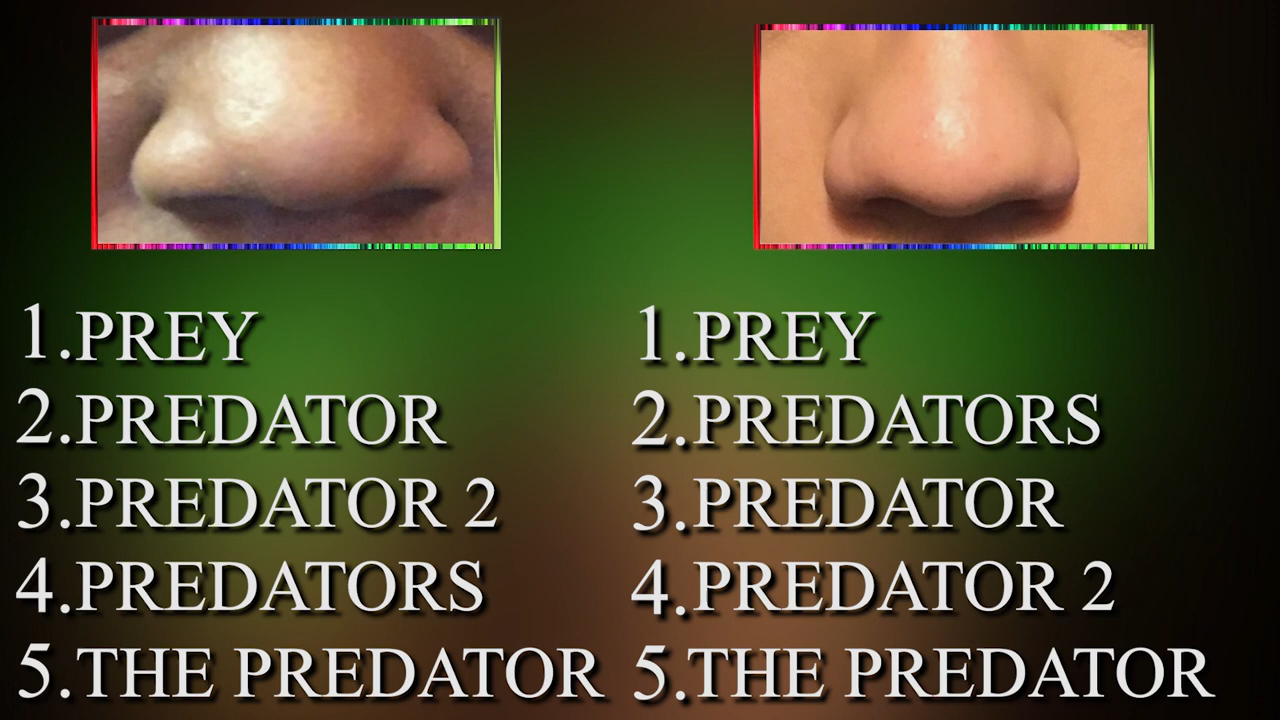 1.PREY
2.PREDATOR
3.PREDATOR 2
4.PREDATORS
5.THE PREDATOR
1.PREY
2.PREDATORS
3.PREDATOR
4.PREDATOR 2
5.THE PREDATOR